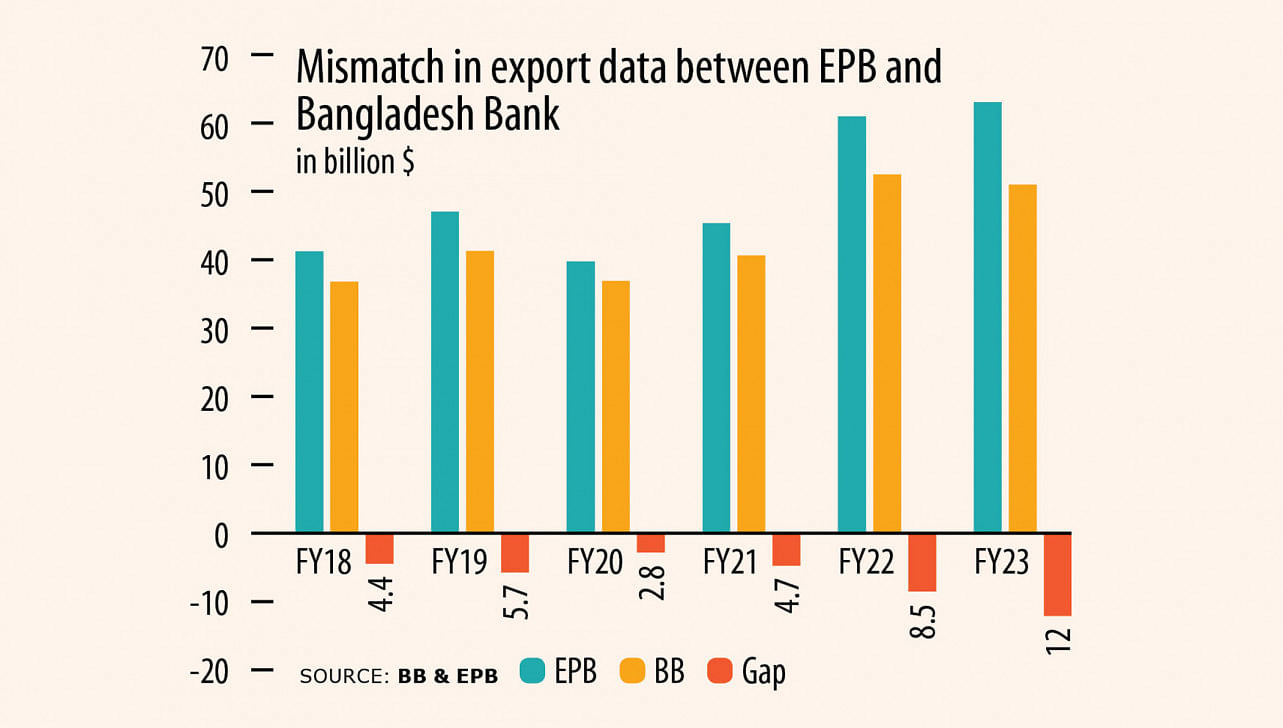 Mismatch in export data between EPB and
Bangladesh Bank
in billion $
70
60
50
40
30
20
10
0
-10
-20
FY18 FY19 FY20 FY21 FY22 FY23
4.4 5.7 2.8 4.7 8.5 12
SOURCE: BB & EPB EPB BB Gap